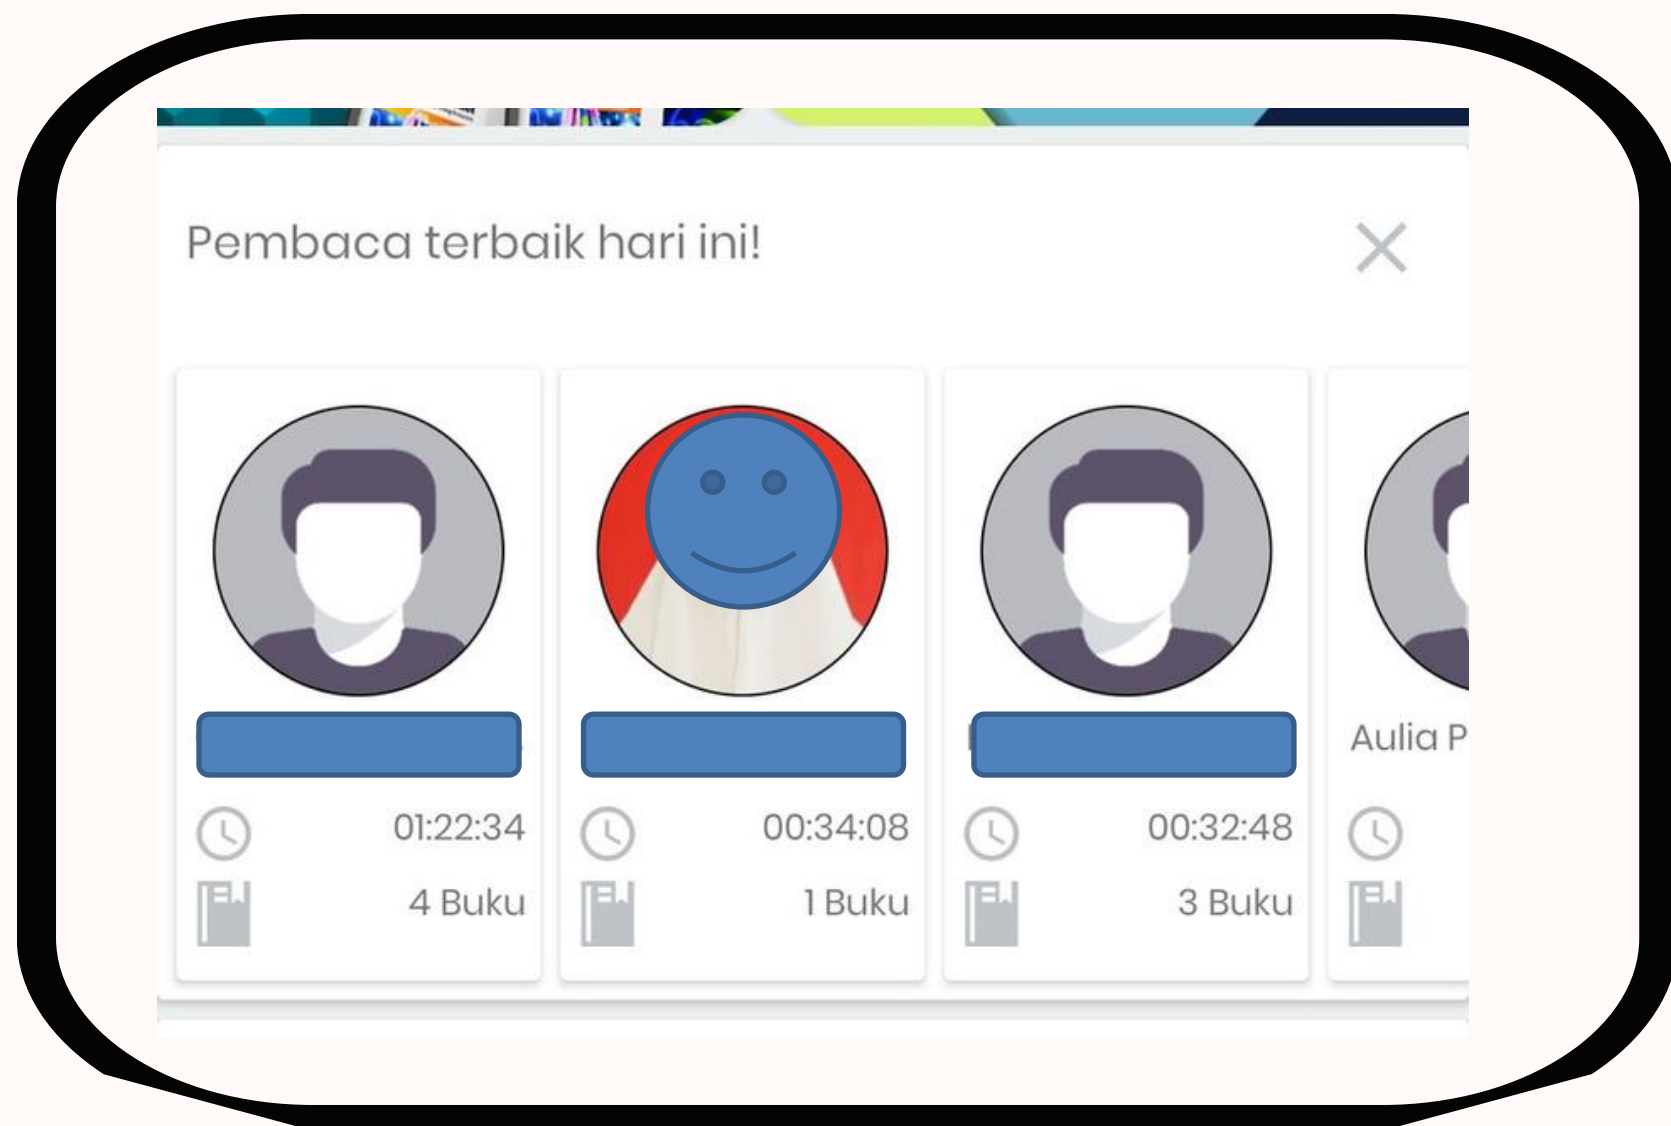 Pembaca terbaik hari ini!
Aulia P
01:22:34
4 Buku
00:34:08
1 Buku
00:32:48
3 Buku